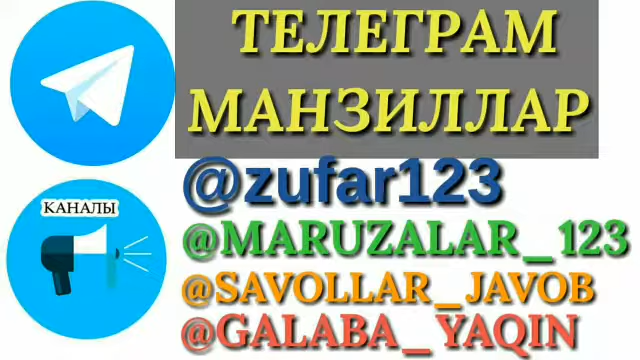 ТЕЛЕГРАМ
МАНЗИЛЛАР
@zufar123
КАНАЛЫ
@MARUZALAR_123
@SAVOLLAR_JAVOB
@GALABA_YAQIN